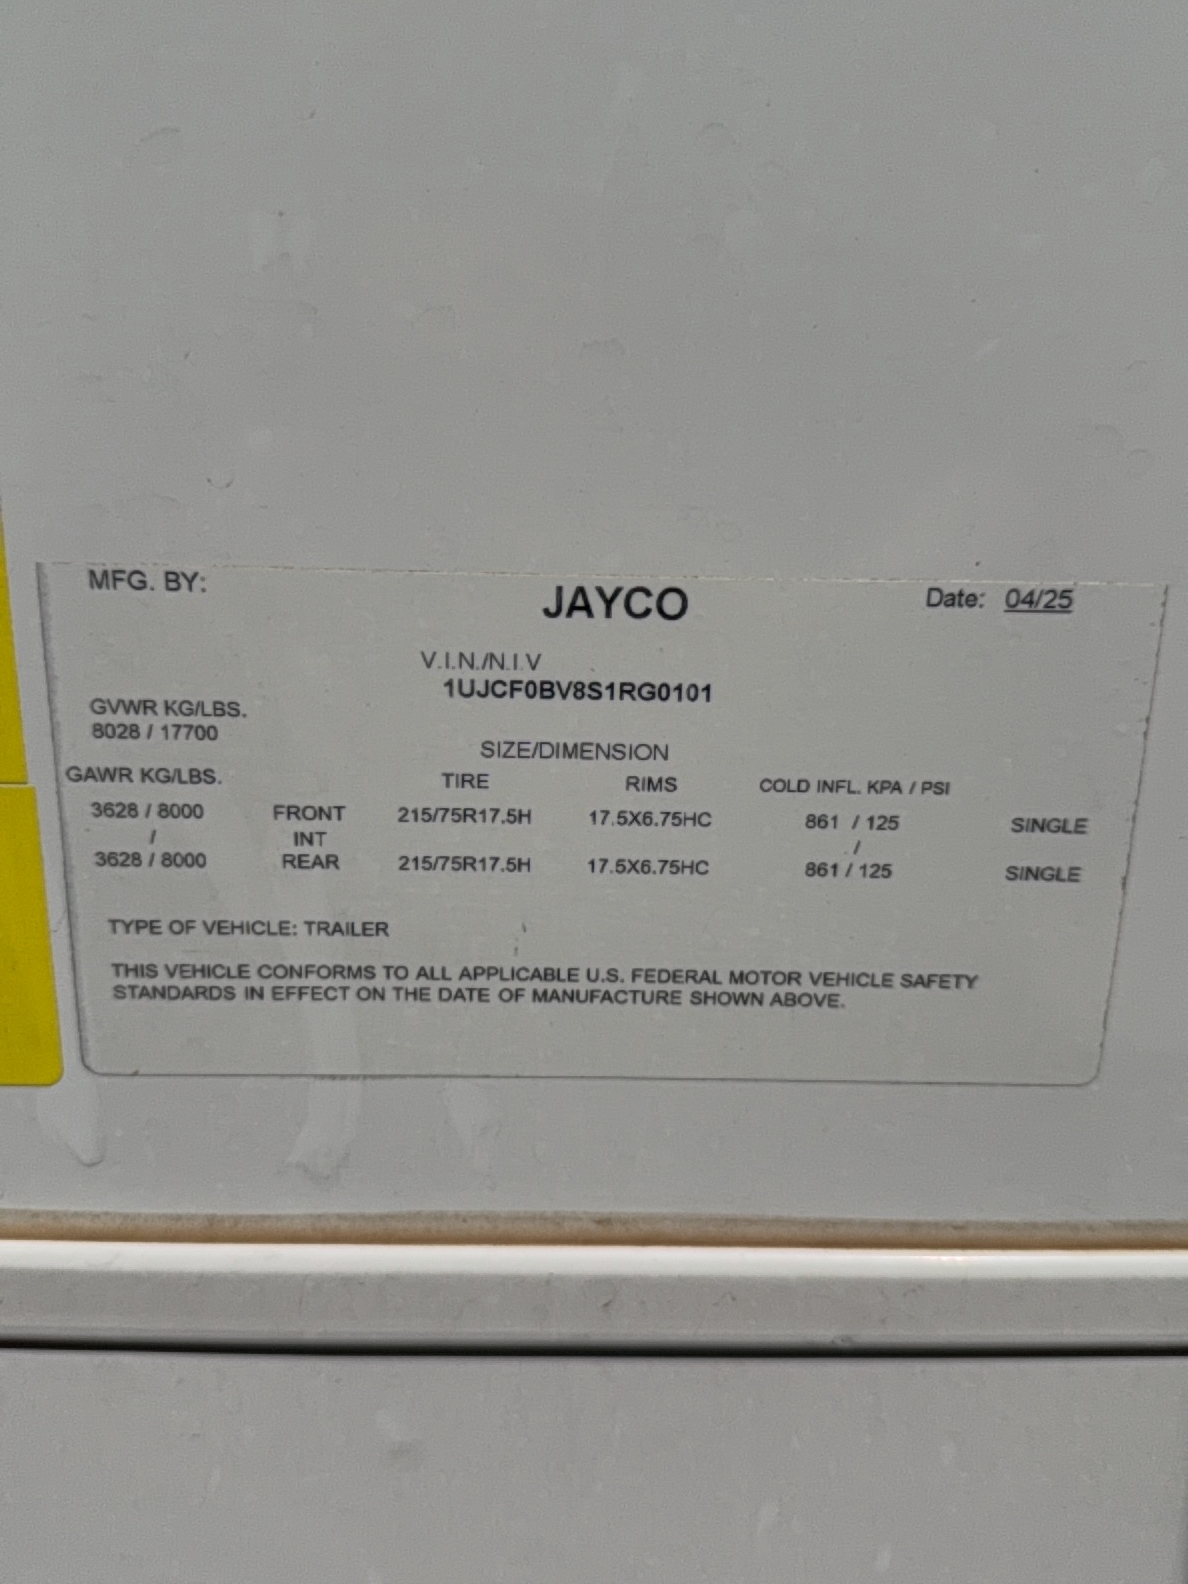 MFG. BY:
JAYCO
Date: 04/25
V.I.N./N.I.V
1UJCF0BV8S1RG0101
GVWR KG/LBS.
8028 / 17700
SIZE/DIMENSION
GAWR KG/LBS. TIRE RIMS COLD INFL. KPA / PSI
3628 / 8000 FRONT 215/75R17.5H 17.5X6.75HC 861 / 125 SINGLE
/ INT /
3628 / 8000 REAR 215/75R17.5H 17.5X6.75HC 861 / 125 SINGLE
TYPE OF VEHICLE: TRAILER
THIS VEHICLE CONFORMS TO ALL APPLICABLE U.S. FEDERAL MOTOR VEHICLE SAFETY
STANDARDS IN EFFECT ON THE DATE OF MANUFACTURE SHOWN ABOVE.